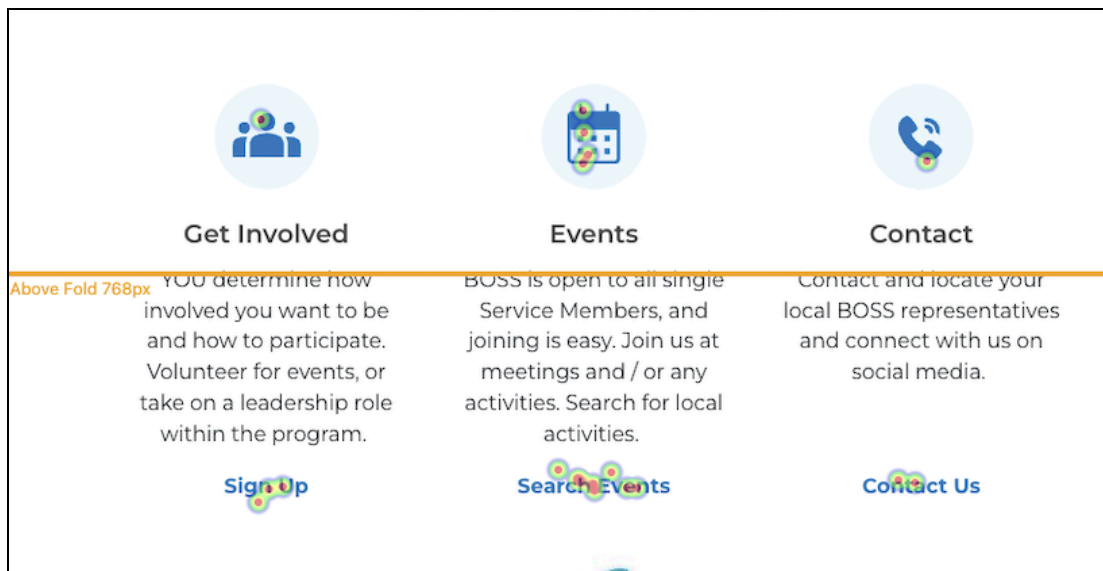 Get Involved
Events
Contact
Above Fold 768px
YOU determine how
involved you want to be
and how to participate.
Volunteer for events, or
take on a leadership role
within the program.
BOSS is open to all single
Service Members, and
joining is easy. Join us at
meetings and / or any
activities. Search for local
activities.
Contact and locate your
local BOSS representatives
and connect with us on
social media.
Sign Up
Search Events
Contact Us